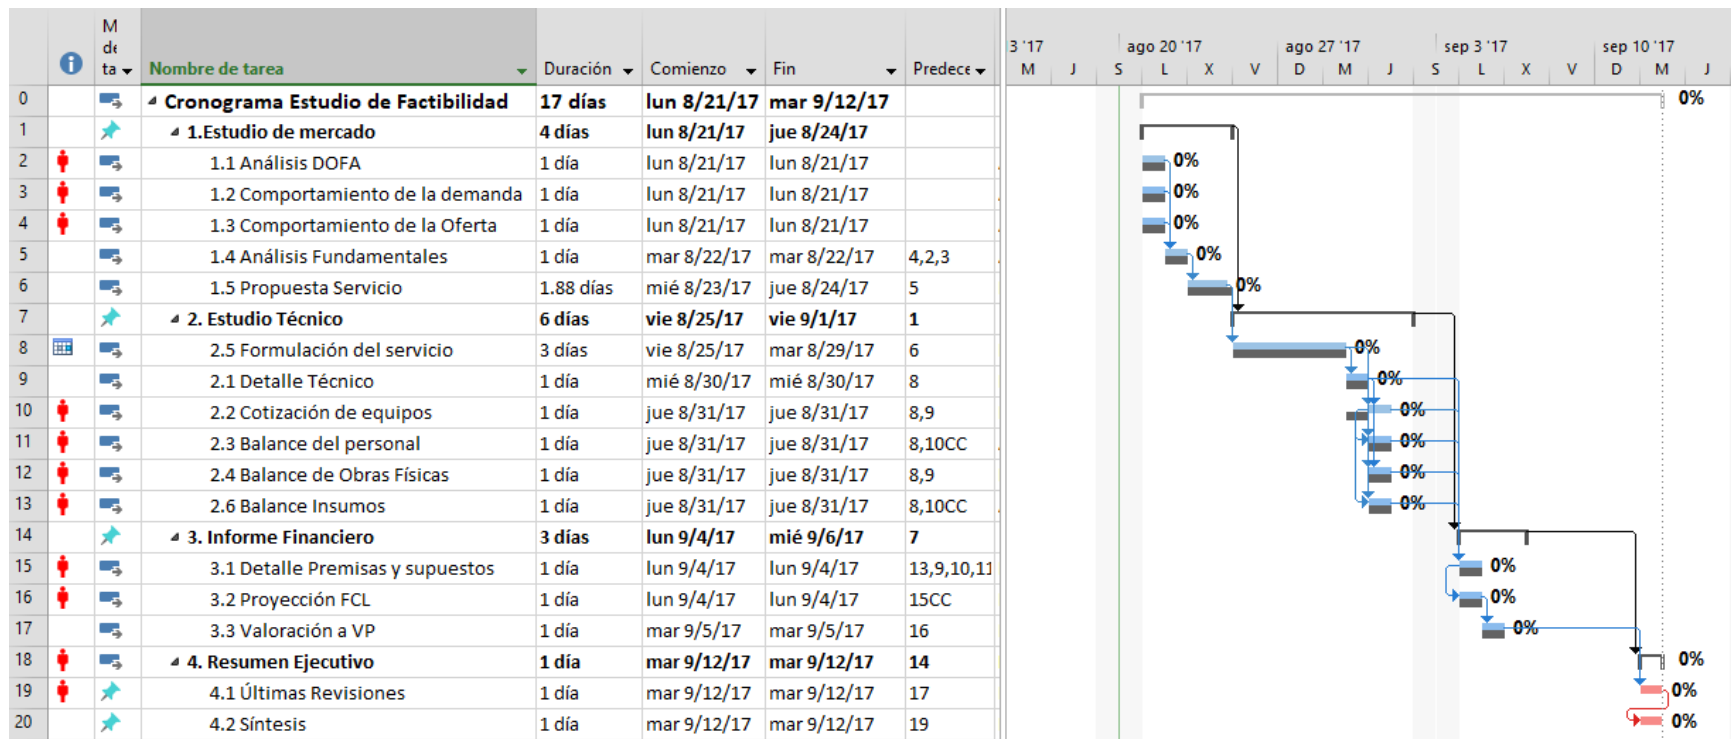 M
de
ta
Nombre de tarea Duración Comienzo Fin Predece
3 '17 ago 20 '17 ago 27 '17 sep 3 '17 sep 10 '17
M J S L X V D M J S L X V D M J
0 Cronograma Estudio de Factibilidad 17 días lun 8/21/17 mar 9/12/17 0%
1 1.Estudio de mercado 4 días lun 8/21/17 jue 8/24/17
2 1.1 Análisis DOFA 1 día lun 8/21/17 lun 8/21/17 0%
3 1.2 Comportamiento de la demanda 1 día lun 8/21/17 lun 8/21/17 0%
4 1.3 Comportamiento de la Oferta 1 día lun 8/21/17 lun 8/21/17 0%
5 1.4 Análisis Fundamentales 1 día mar 8/22/17 mar 8/22/17 4,2,3 0%
6 1.5 Propuesta Servicio 1.88 días mié 8/23/17 jue 8/24/17 5 0%
7 2. Estudio Técnico 6 días vie 8/25/17 vie 9/1/17 1
8 2.5 Formulación del servicio 3 días vie 8/25/17 mar 8/29/17 6 0%
9 2.1 Detalle Técnico 1 día mié 8/30/17 mié 8/30/17 8 0%
10 2.2 Cotización de equipos 1 día jue 8/31/17 jue 8/31/17 8,9 0%
11 2.3 Balance del personal 1 día jue 8/31/17 jue 8/31/17 8,10CC 0%
12 2.4 Balance de Obras Físicas 1 día jue 8/31/17 jue 8/31/17 8,9 0%
13 2.6 Balance Insumos 1 día jue 8/31/17 jue 8/31/17 8,10CC 0%
14 3. Informe Financiero 3 días lun 9/4/17 mié 9/6/17 7
15 3.1 Detalle Premisas y supuestos 1 día lun 9/4/17 lun 9/4/17 13,9,10,11 0%
16 3.2 Proyección FCL 1 día lun 9/4/17 lun 9/4/17 15CC 0%
17 3.3 Valoración a VP 1 día mar 9/5/17 mar 9/5/17 16 0%
18 4. Resumen Ejecutivo 1 día mar 9/12/17 mar 9/12/17 14 0%
19 4.1 Últimas Revisiones 1 día mar 9/12/17 mar 9/12/17 17 0%
20 4.2 Síntesis 1 día mar 9/12/17 mar 9/12/17 19 0%